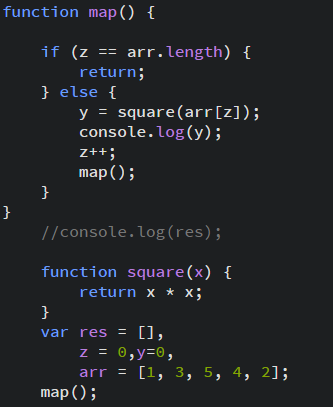 function map() {
if (z == arr.length) {
return;
} else {
y = square(arr[z]);
console.log(y);
z++;
map();
}
}
//console.log(res);
function square(x) {
return x * x;
}
var res = [],
z = 0,y=0,
arr = [1, 3, 5, 4, 2];
map();